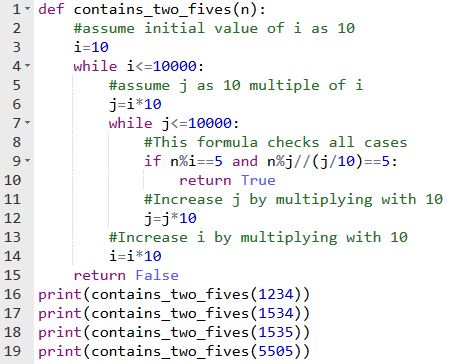 1 def contains_two_fives(n):
2     #assume initial value of i as 10
3     i=10
4     while i<=10000:
5         #assume j as 10 multiple of i
6         j=i*10
7         while j<=10000:
8             #This formula checks all cases
9             if n%i==5 and n%j//(j/10)==5:
10                 return True
11             #Increase j by multiplying with 10
12             j=j*10
13         #Increase i by multiplying with 10
14         i=i*10
15     return False
16 print(contains_two_fives(1234))
17 print(contains_two_fives(1534))
18 print(contains_two_fives(1535))
19 print(contains_two_fives(5505))